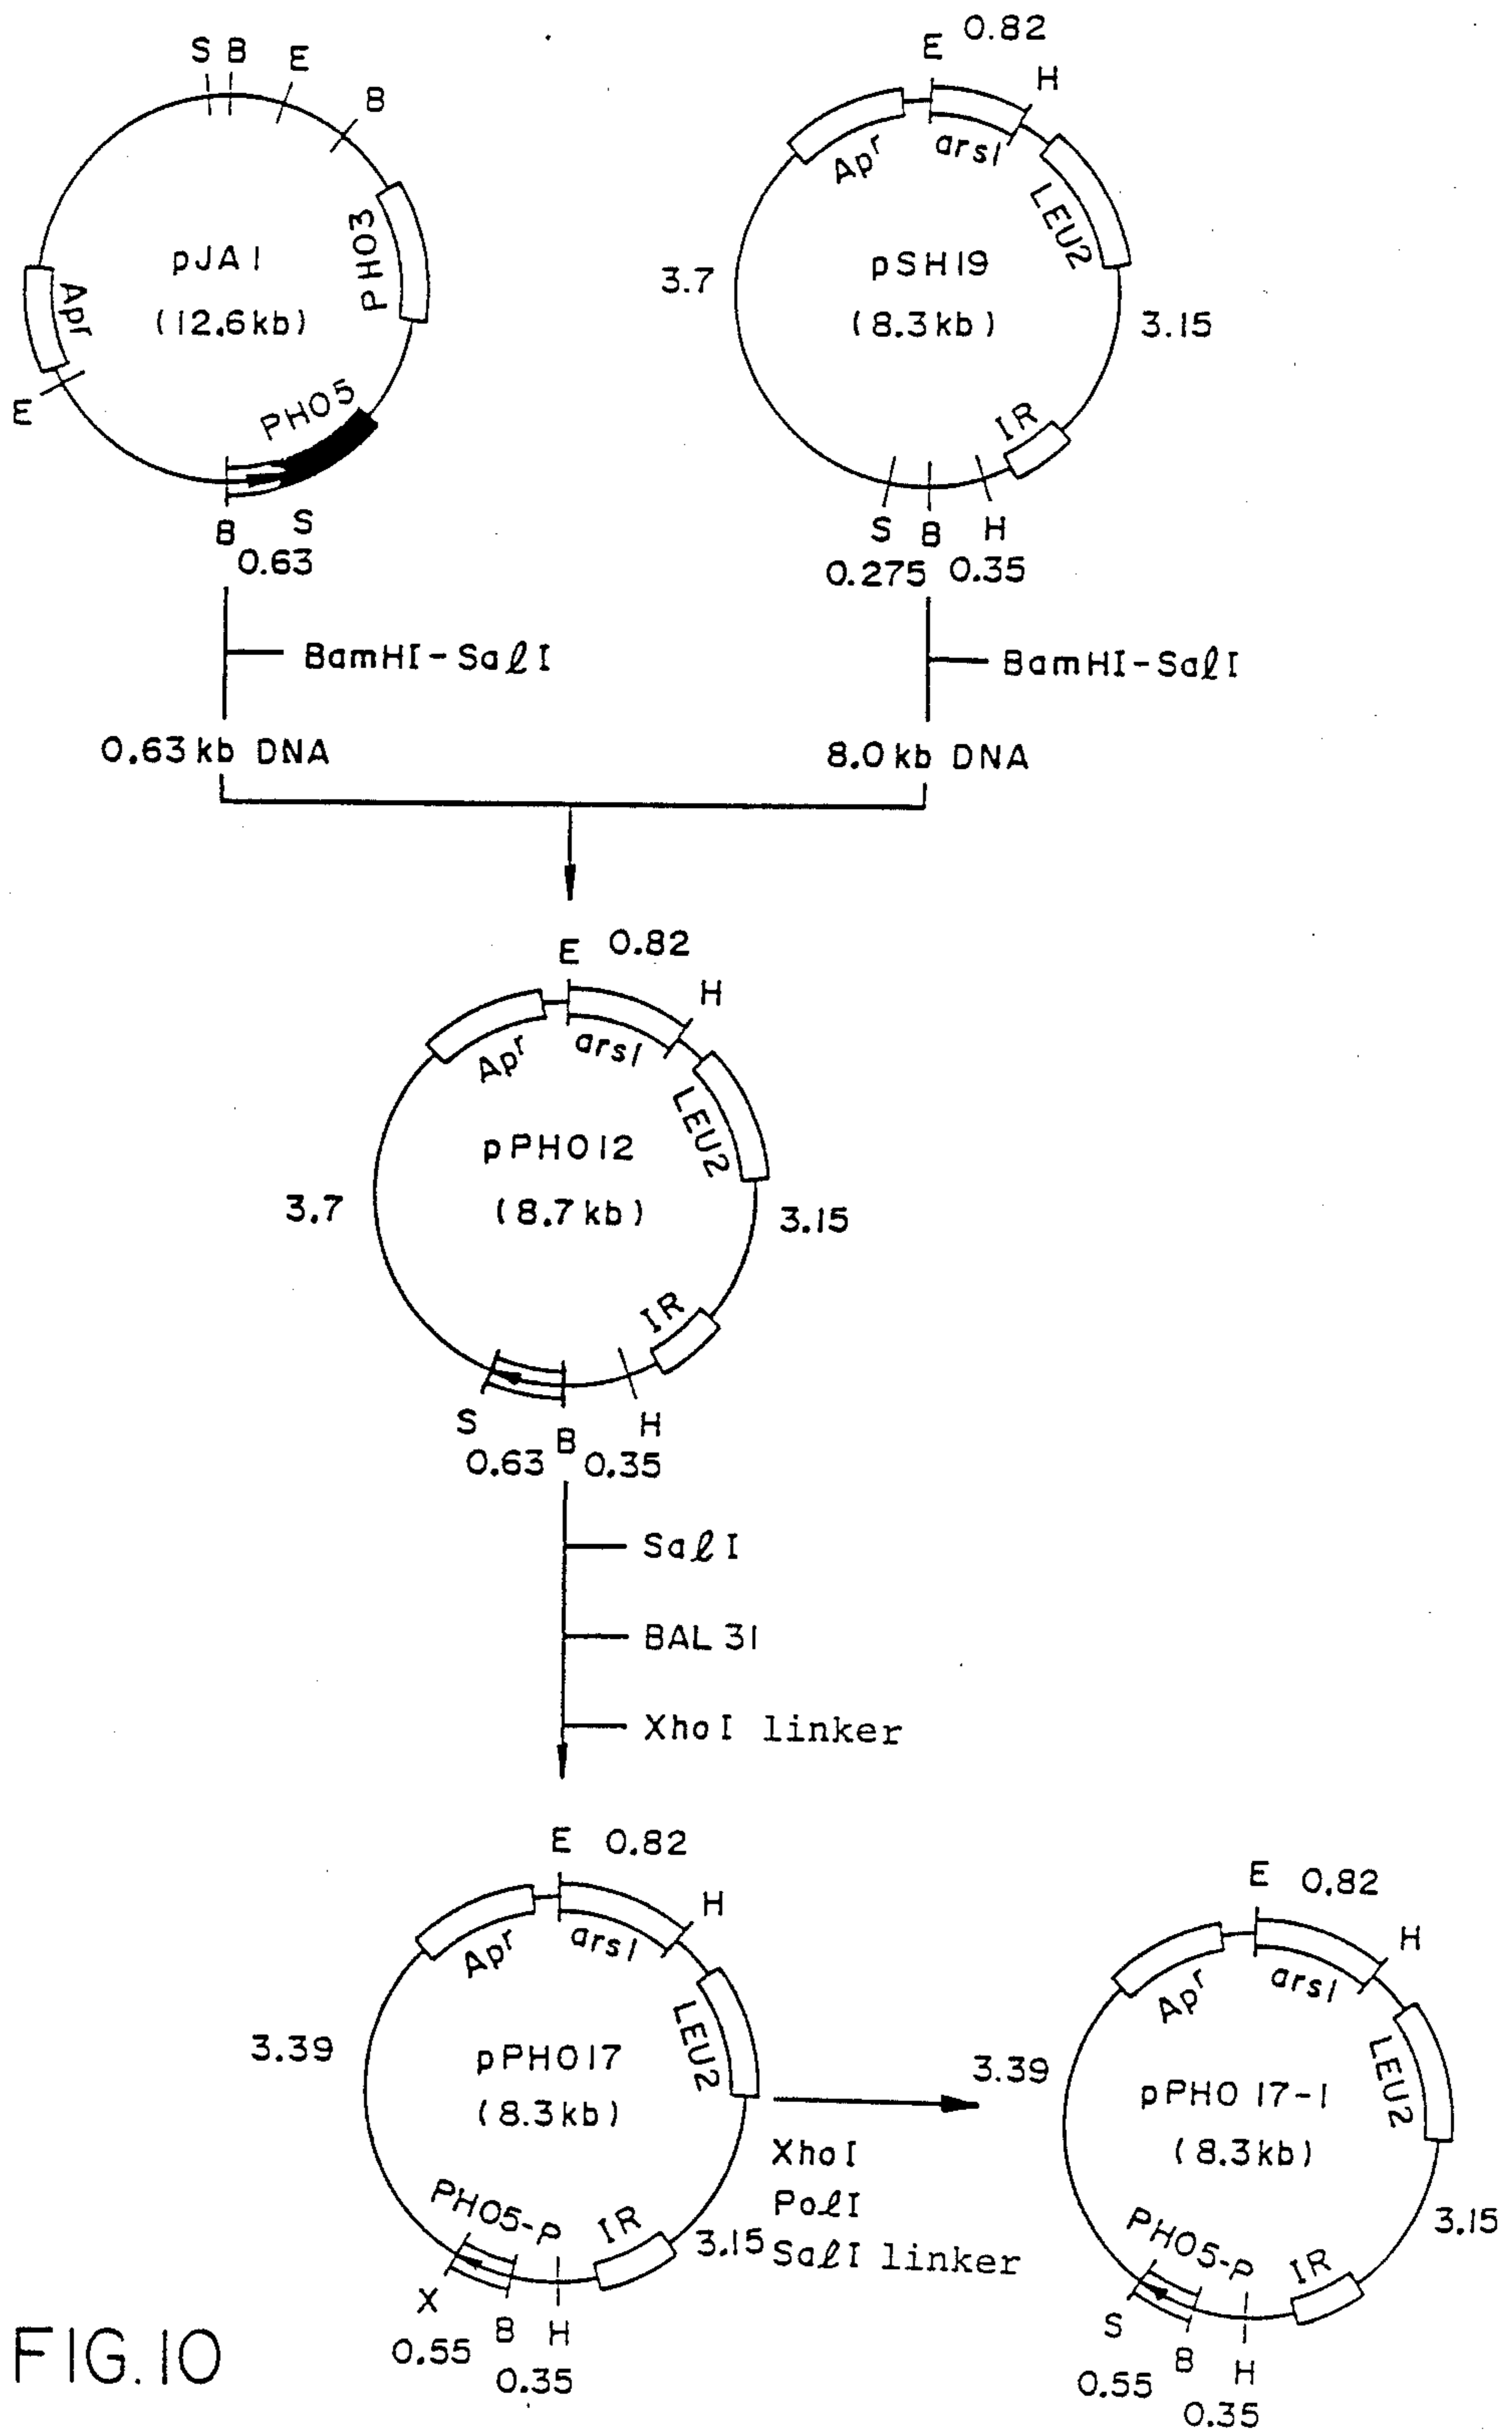 S B E
B
pJA1
(12.6kb)
PHO3
Apr
E
PHO5
B S
0.63
E 0.82
H
Apr
arsI
LEU2
pSH19
(8.3kb)
3.7
3.15
IR
S B H
0.275 0.35
BamHI-SalI
BamHI-SalI
0.63kb DNA
8.0kb DNA
E 0.82
H
Apr
arsI
LEU2
pPHO12
(8.7kb)
3.7
3.15
IR
S
0.63 B 0.35
H
SalI
BAL 31
XhoI linker
E 0.82
H
Apr
arsI
LEU2
3.39
pPHO17
(8.3kb)
PHO5-P
IR
3.15
X
0.55 B H
0.35
XhoI
PolI
SalI linker
E 0.82
H
Apr
arsI
LEU2
3.39
pPHO 17-1
(8.3kb)
3.15
PHO5-P
IR
S
0.55 B H
0.35
FIG.10